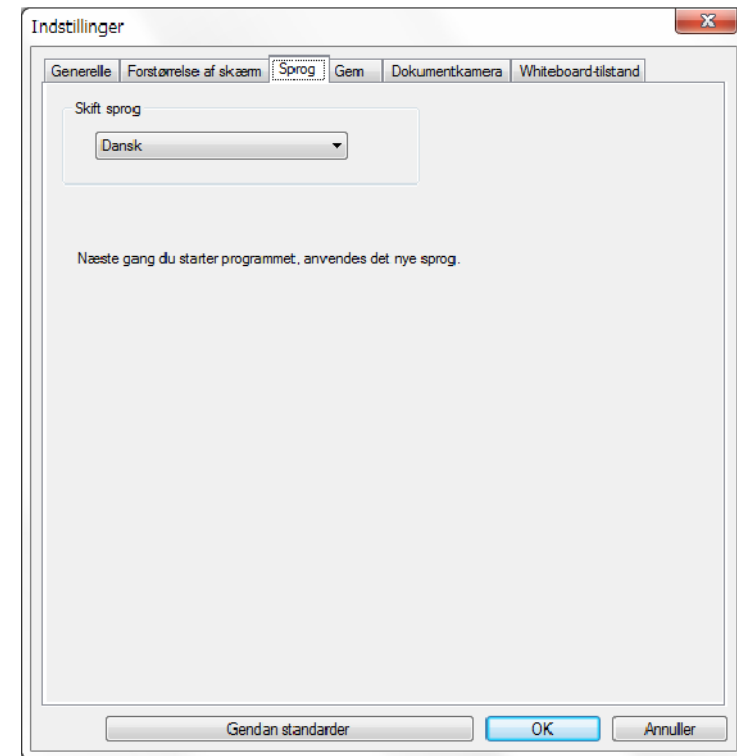 Indstillinger
Generelle Forstørrelse af skærm Sprog Gem Dokumentkamera Whiteboard-tilstand
Skift sprog
Dansk
Næste gang du starter programmet, anvendes det nye sprog.
Gendan standarder OK Annuller